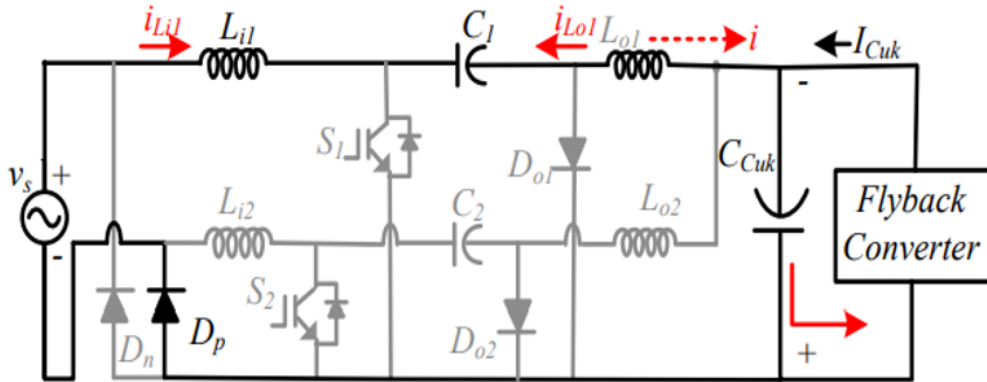 i_Li1
L_i1
C_1
i_Lo1
L_o1
i
I_Cuk
-
S_1
D_o1
C_Cuk
v_s
+
L_i2
C_2
L_o2
Flyback
Converter
-
S_2
D_n
D_p
D_o2
+